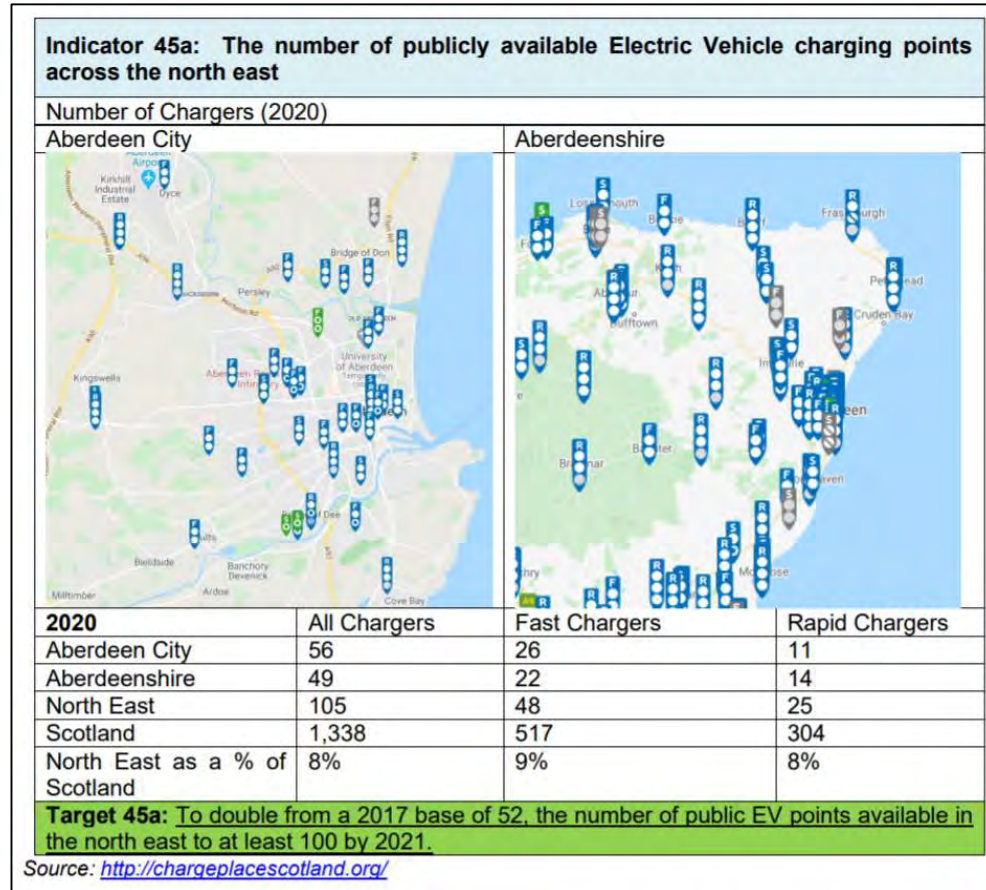 Indicator 45a: The number of publicly available Electric Vehicle charging points
across the north east
Number of Chargers (2020)
Aberdeen City
Aberdeenshire
Airport
Kirkhill
Industrial
Estate
Dyce
Bridge of Don
Persley
University
of Aberdeen
Kingswells
Bieldside
Banchory
Devenick
Milltimber
Ardoe
Cove Bay
Dufftown
Cruden Bay
2020 All Chargers Fast Chargers Rapid Chargers
Aberdeen City 56 26 11
Aberdeenshire 49 22 14
North East 105 48 25
Scotland 1,338 517 304
North East as a % of 8% 9% 8%
Scotland
Target 45a: To double from a 2017 base of 52, the number of public EV points available in
the north east to at least 100 by 2021.
Source: http://chargeplacescotland.org/